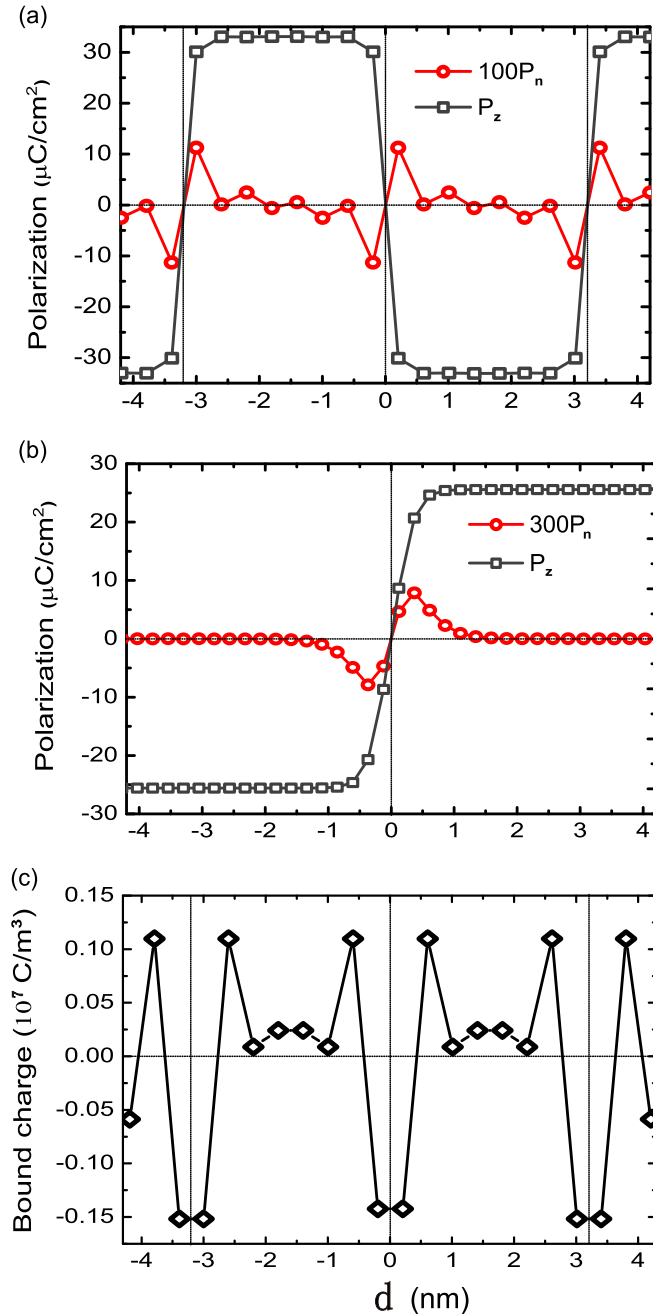 (a)
30
20
10
0
-10
-20
-30
Polarization (μC/cm²)
100Pn
Pz
-4 -3 -2 -1 0 1 2 3 4
(b)
30
20
10
0
-10
-20
-30
Polarization (μC/cm²)
300Pn
Pz
-4 -3 -2 -1 0 1 2 3 4
(c)
0.15
0.10
0.05
0.00
-0.05
-0.10
-0.15
Bound charge (10⁷ C/m³)
-4 -3 -2 -1 0 1 2 3 4
d (nm)